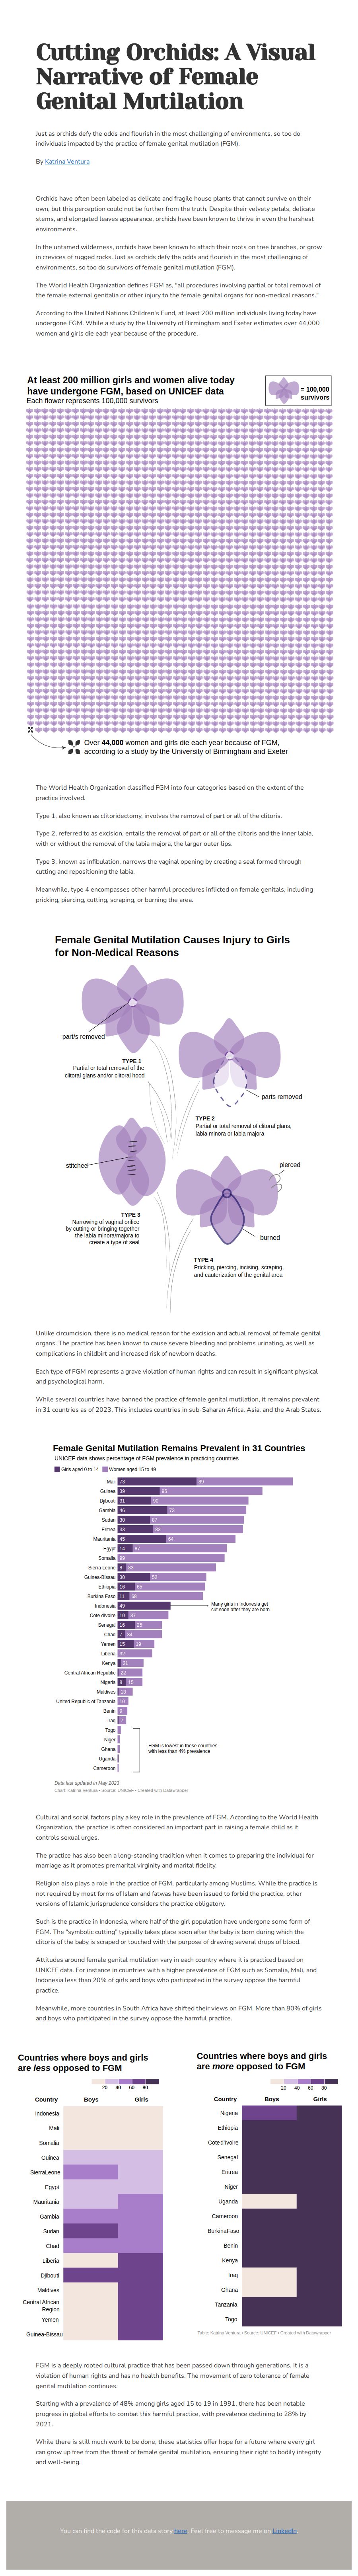 Cutting Orchids: A Visual
Narrative of Female
Genital Mutilation
Just as orchids defy the odds and flourish in the most challenging of environments, so too do
individuals impacted by the practice of female genital mutilation (FGM).
By Katrina Ventura
Orchids have often been labeled as delicate and fragile house plants that cannot survive on their
own, but this perception could not be further from the truth. Despite their velvety petals, delicate
stems, and elongated leaves appearance, orchids have been known to thrive in even the harshest
environments.
In the untamed wilderness, orchids have been known to attach their roots on tree branches, or grow
in crevices of rugged rocks. Just as orchids defy the odds and flourish in the most challenging of
environments, so too do survivors of female genital mutilation (FGM).
The World Health Organization defines FGM as, "all procedures involving partial or total removal of
the female external genitalia or other injury to the female genital organs for non-medical reasons."
According to the United Nations Children's Fund, at least 200 million individuals living today have
undergone FGM. While a study by the University of Birmingham and Exeter estimates over 44,000
women and girls die each year because of the procedure.
At least 200 million girls and women alive today
have undergone FGM, based on UNICEF data
Each flower represents 100,000 survivors
= 100,000
survivors
Over 44,000 women and girls die each year because of FGM,
according to a study by the University of Birmingham and Exeter
The World Health Organization classified FGM into four categories based on the extent of the
practice involved.
Type 1, also known as clitoridectomy, involves the removal of part or all of the clitoris.
Type 2, referred to as excision, entails the removal of part or all of the clitoris and the inner labia,
with or without the removal of the labia majora, the larger outer lips.
Type 3, known as infibulation, narrows the vaginal opening by creating a seal formed through
cutting and repositioning the labia.
Meanwhile, type 4 encompasses other harmful procedures inflicted on female genitals, including
pricking, piercing, cutting, scraping, or burning the area.
Female Genital Mutilation Causes Injury to Girls
for Non-Medical Reasons
part/s removed
TYPE 1
Partial or total removal of the
clitoral glans and/or clitoral hood
parts removed
TYPE 2
Partial or total removal of clitoral glans,
labia minora or labia majora
stitched
pierced
TYPE 3
Narrowing of vaginal orifice
by cutting or bringing together
the labia minora/majora to
create a type of seal
burned
TYPE 4
Pricking, piercing, incising, scraping,
and cauterization of the genital area
Unlike circumcision, there is no medical reason for the excision and actual removal of female genital
organs. The practice has been known to cause severe bleeding and problems urinating, as well as
complications in childbirt and increased risk of newborn deaths.
Each type of FGM represents a grave violation of human rights and can result in significant physical
and psychological harm.
While several countries have banned the practice of female genital mutilation, it remains prevalent
in 31 countries as of 2023. This includes countries in sub-Saharan Africa, Asia, and the Arab States.
Female Genital Mutilation Remains Prevalent in 31 Countries
UNICEF data shows percentage of FGM prevalence in practicing countries
Girls aged 0 to 14 Women aged 15 to 49
Mali 73 89
Guinea 39 95
Djibouti 31 90
Gambia 46 73
Sudan 30 87
Eritrea 33 83
Mauritania 45 64
Egypt 14 87
Somalia 99
Sierra Leone 8 83
Guinea-Bissau 30 52
Ethiopia 16 65
Burkina Faso 11 68
Indonesia 49
Many girls in Indonesia get
cut soon after they are born
Cote divoire 10 37
Senegal 16 25
Chad 7 34
Yemen 15 19
Liberia 32
Kenya 21
Central African Republic 22
Nigeria 8 15
Maldives 13
United Republic of Tanzania 10
Benin 9
Iraq 7
Togo
Niger
Ghana
Uganda
Cameroon
FGM is lowest in these countries
with less than 4% prevalence
Data last updated in May 2023
Chart: Katrina Ventura • Source: UNICEF • Created with Datawrapper
Cultural and social factors play a key role in the prevalence of FGM. According to the World Health
Organization, the practice is often considered an important part in raising a female child as it
controls sexual urges.
The practice has also been a long-standing tradition when it comes to preparing the individual for
marriage as it promotes premarital virginity and marital fidelity.
Religion also plays a role in the practice of FGM, particularly among Muslims. While the practice is
not required by most forms of Islam and fatwas have been issued to forbid the practice, other
versions of Islamic jurisprudence considers the practice obligatory.
Such is the practice in Indonesia, where half of the girl population have undergone some form of
FGM. The "symbolic cutting" typically takes place soon after the baby is born during which the
clitoris of the baby is scraped or touched with the purpose of drawing several drops of blood.
Attitudes around female genital mutilation vary in each country where it is practiced based on
UNICEF data. For instance in countries with a higher prevalence of FGM such as Somalia, Mali, and
Indonesia less than 20% of girls and boys who participated in the survey oppose the harmful
practice.
Meanwhile, more countries in South Africa have shifted their views on FGM. More than 80% of girls
and boys who participated in the survey oppose the harmful practice.
Countries where boys and girls
are less opposed to FGM
20 40 60 80
Country Boys Girls
Indonesia
Mali
Somalia
Guinea
SierraLeone
Egypt
Mauritania
Gambia
Sudan
Chad
Liberia
Djibouti
Maldives
Central African
Region
Yemen
Guinea-Bissau
Countries where boys and girls
are more opposed to FGM
20 40 60 80
Country Boys Girls
Nigeria
Ethiopia
Coted'Ivoire
Senegal
Eritrea
Niger
Uganda
Cameroon
BurkinaFaso
Benin
Kenya
Iraq
Ghana
Tanzania
Togo
Table: Katrina Ventura • Source: UNICEF • Created with Datawrapper
FGM is a deeply rooted cultural practice that has been passed down through generations. It is a
violation of human rights and has no health benefits. The movement of zero tolerance of female
genital mutilation continues.
Starting with a prevalence of 48% among girls aged 15 to 19 in 1991, there has been notable
progress in global efforts to combat this harmful practice, with prevalence declining to 28% by
2021.
While there is still much work to be done, these statistics offer hope for a future where every girl
can grow up free from the threat of female genital mutilation, ensuring their right to bodily integrity
and well-being.
You can find the code for this data story here. Feel free to message me on LinkedIn